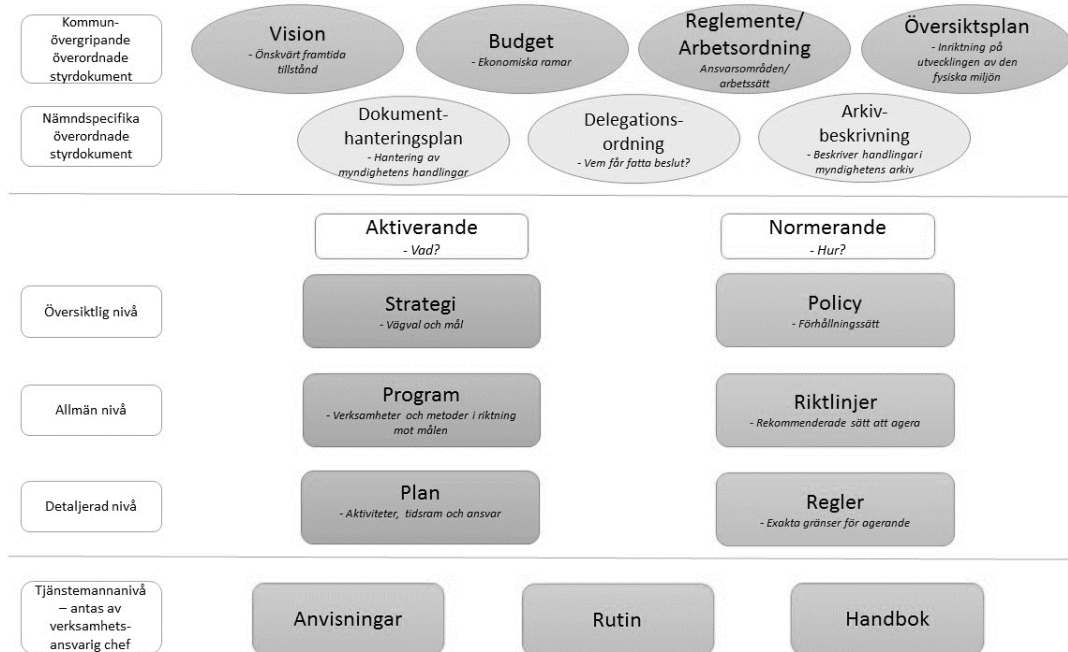 Kommun-
övergripande
överordnade
styrdokument
Vision
- Önskvärt framtida
tillstånd
Budget
- Ekonomiska ramar
Reglemente/
Arbetsordning
Ansvarsområden/
arbetssätt
Översiktsplan
- Inriktning på
utvecklingen av den
fysiska miljön
Nämndspecifika
överordnade
styrdokument
Dokument-
hanteringsplan
- Hantering av
myndighetens handlingar
Delegations-
ordning
- Vem får fatta beslut?
Arkiv-
beskrivning
- Beskriver handlingar i
myndighetens arkiv
Aktiverande
- Vad?
Normerande
- Hur?
Översiktlig nivå
Strategi
- Vägval och mål
Policy
- Förhållningssätt
Allmän nivå
Program
- Verksamheter och metoder i riktning
mot målen
Riktlinjer
- Rekommenderade sätt att agera
Detaljerad nivå
Plan
- Aktiviteter, tidsram och ansvar
Regler
- Exakta gränser för agerande
Tjänstemannanivå
– antas av
verksamhets-
ansvarig chef
Anvisningar
Rutin
Handbok